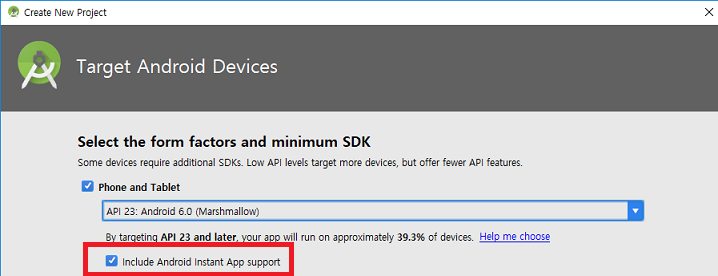 Create New Project
Target Android Devices
Select the form factors and minimum SDK
Some devices require additional SDKs. Low API levels target more devices, but offer fewer API features.
Phone and Tablet
API 23: Android 6.0 (Marshmallow)
By targeting API 23 and later, your app will run on approximately 39.3% of devices. Help me choose
Include Android Instant App support